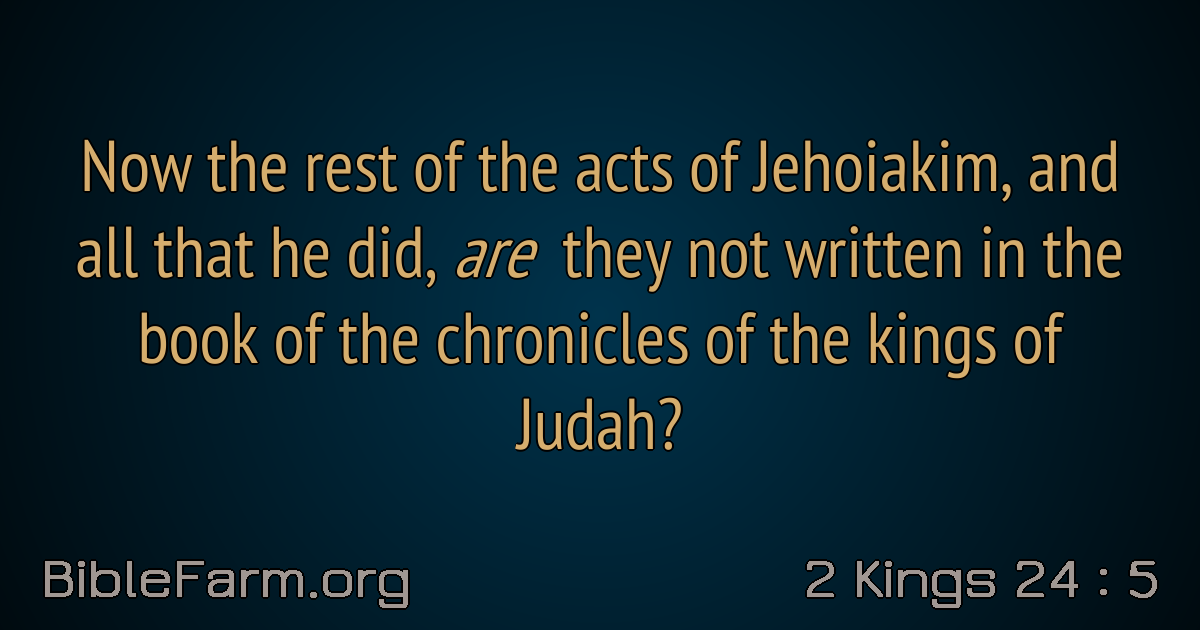 Now the rest of the acts of Jehoiakim, and
all that he did, are they not written in the
book of the chronicles of the kings of
Judah?
BibleFarm.org
2 Kings 24 : 5